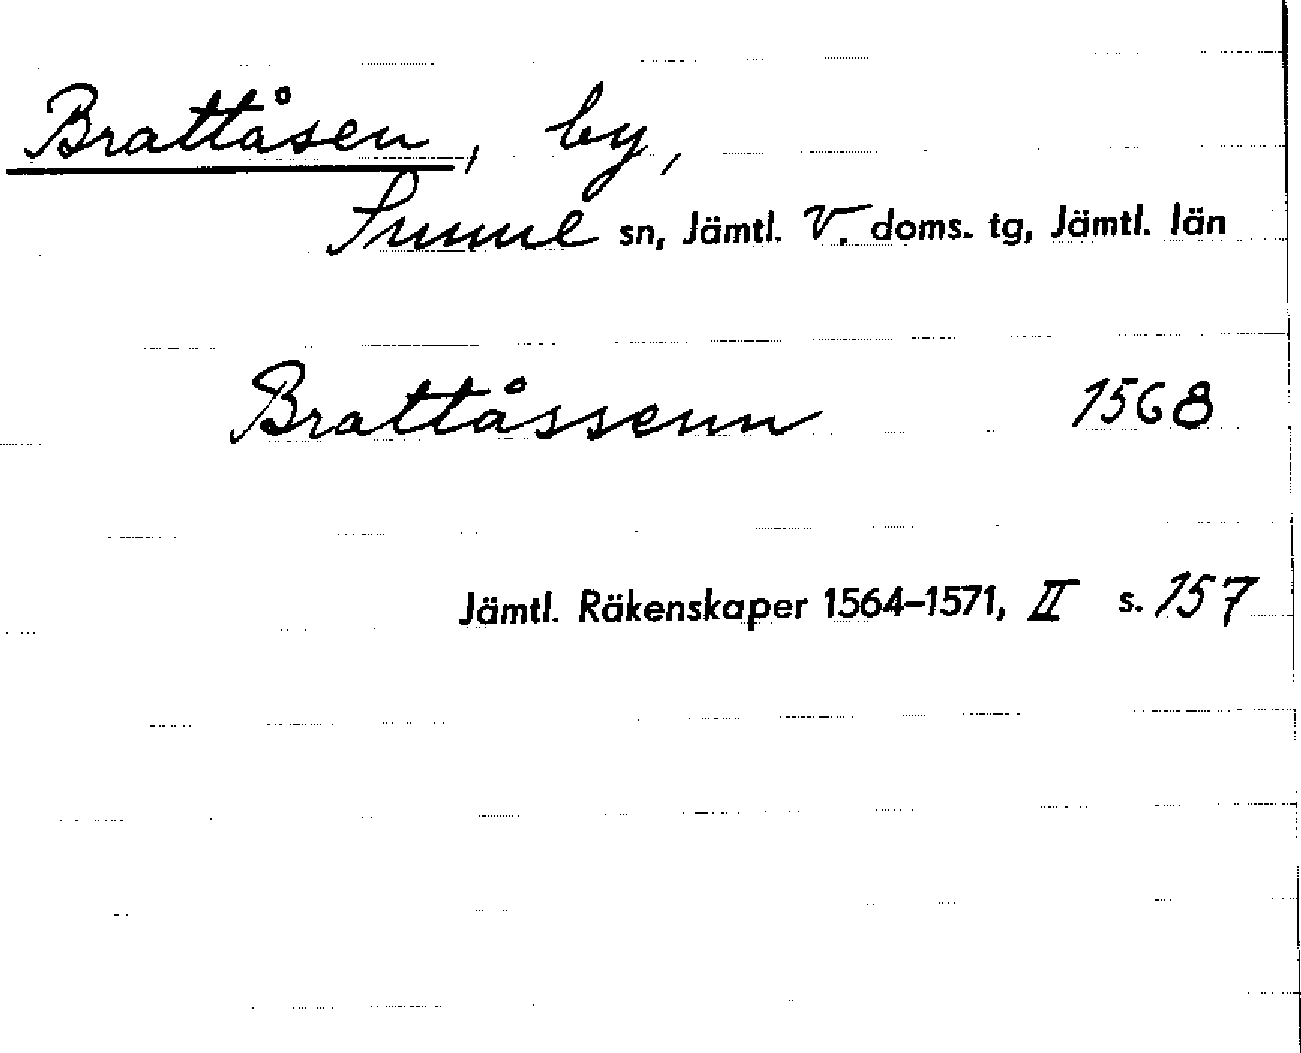 Brattåsen, by,
Sunne sn, Jämtl. V. doms. tg, Jämtl. län
Brattåssenn 1568
Jämtl. Räkenskaper 1564–1571, II s. 157